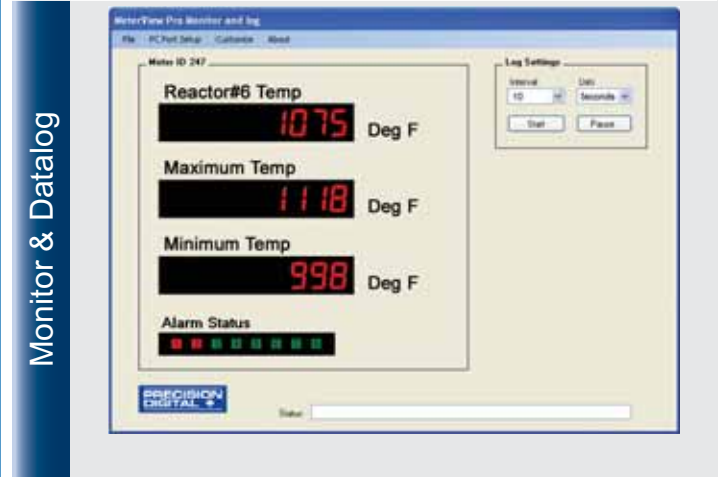 Monitor & Datalog
MeterView Pro Monitor and log
File PC Port Setup Customize About
Meter ID 247
Reactor#6 Temp
1075 Deg F
Maximum Temp
1118 Deg F
Minimum Temp
998 Deg F
Alarm Status
1 2
Log Settings
Interval Units
10 Seconds
Start Pause
PRECISION
DIGITAL
Status: